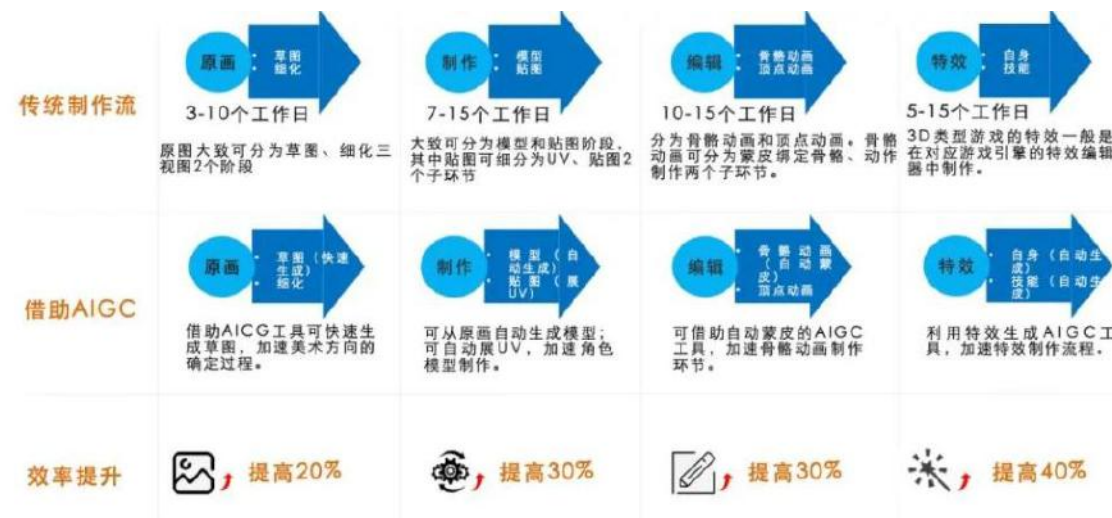 原画
草图
细化
制作
模型
贴图
编辑
骨骼动画
顶点动画
特效
自身
技能
传统制作流
3-10个工作日
7-15个工作日
10-15个工作日
5-15个工作日
原图大致可分为草图、细化三
视图2个阶段
大致可分为模型和贴图阶段，
其中贴图可细分为UV、贴图2
个子环节
分为骨骼动画和顶点动画。骨骼
动画可分为蒙皮绑定骨骼、动作
制作两个子环节。
3D类型游戏的特效一般是
在对应游戏引擎的特效编辑
器中制作。
原画
草图（快速
生成）
细化
制作
模型（自
动生成）
贴图（展
UV）
编辑
骨骼动画
（自动蒙
皮）
顶点动画
特效
自身（自动生
成）
技能（自动生
成）
借助AIGC
借助AICG工具可快速生
成草图，加速美术方向的
确定过程。
可从原画自动生成模型；
可自动展UV，加速角色
模型制作。
可借助自动蒙皮的AIGC
工具，加速骨骼动画制作
环节。
利用特效生成AIGC工
具，加速特效制作流程。
效率提升
提高20%
提高30%
提高30%
提高40%